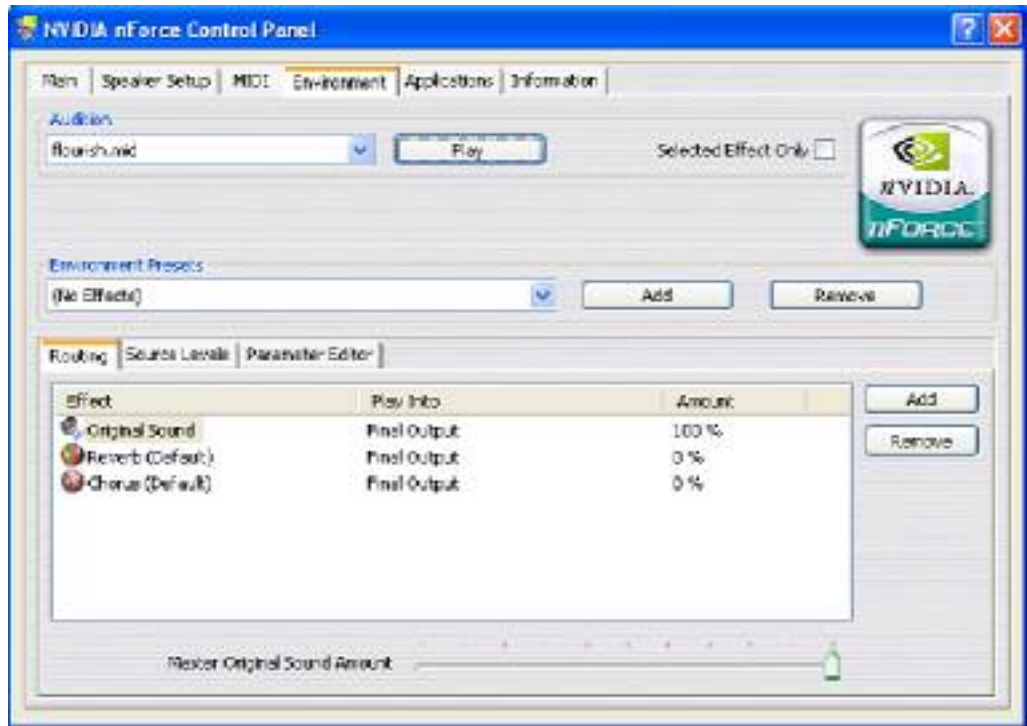 NVIDIA nForce Control Panel
Main Speaker Setup MIDI Environment Applications Information
Audition
flourish.mid Play Selected Effect Only
NVIDIA.
nFORCE
Environment Presets
(No Effects) Add Remove
Routing Source Levels Parameter Editor
Effect Play Into Amount Add
Original Sound Final Output 100 % Remove
Reverb (Default) Final Output 0 %
Chorus (Default) Final Output 0 %
Master Original Sound Amount